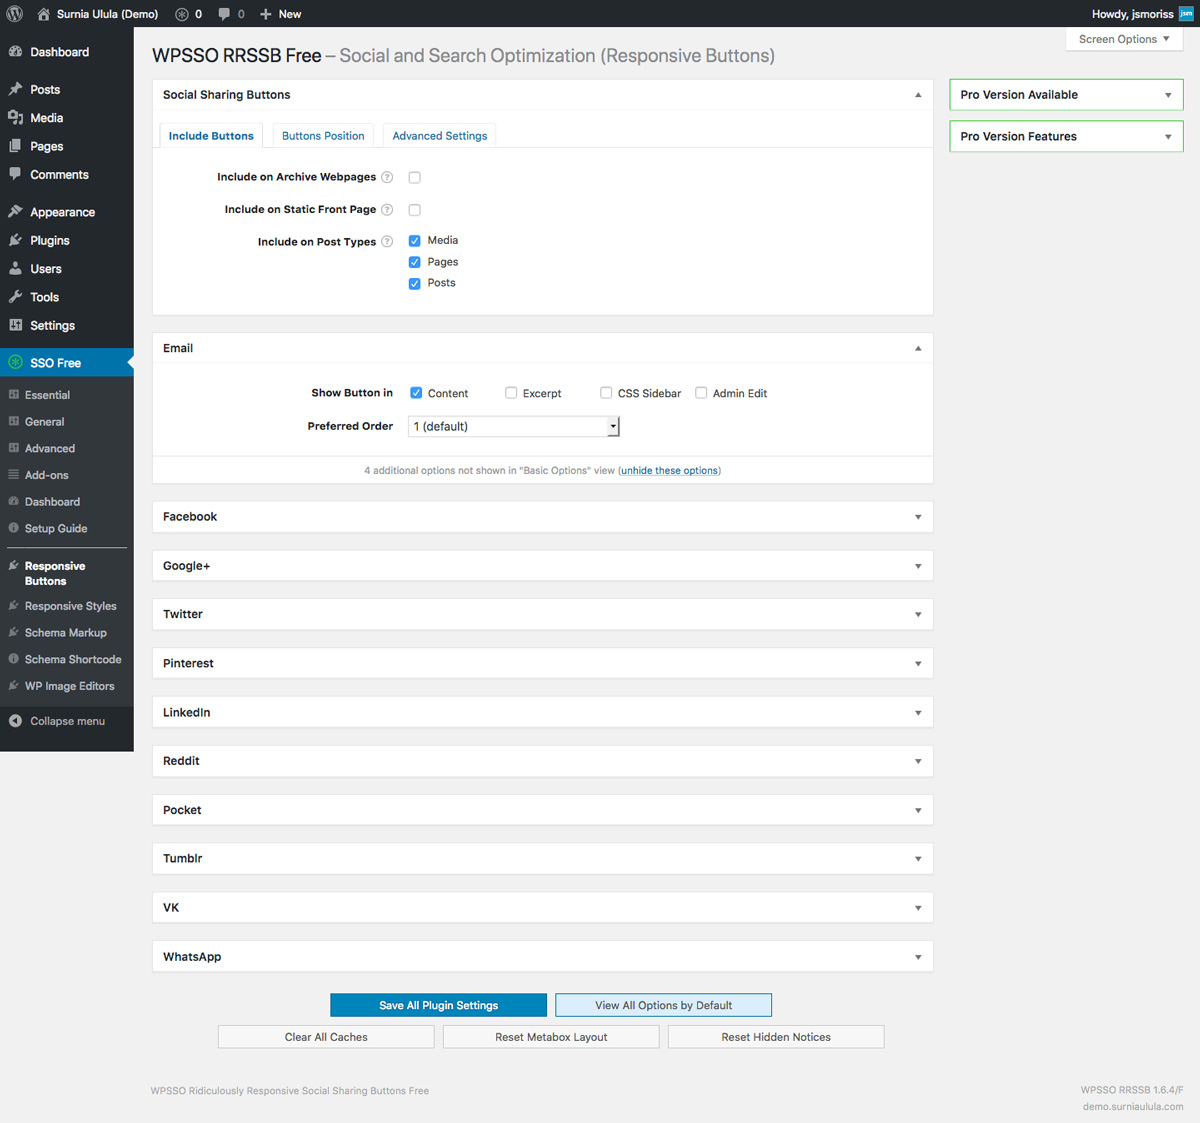 Surnia Ulula (Demo) 0 0 New
Howdy, jsmoriss jsm
Screen Options
Dashboard
Posts
Media
Pages
Comments
Appearance
Plugins
Users
Tools
Settings
SSO Free
Essential
General
Advanced
Add-ons
Dashboard
Setup Guide
Responsive
Buttons
Responsive Styles
Schema Markup
Schema Shortcode
WP Image Editors
Collapse menu
WPSSO RRSSB Free – Social and Search Optimization (Responsive Buttons)
Social Sharing Buttons
Include Buttons Buttons Position Advanced Settings
Include on Archive Webpages ?
Include on Static Front Page ?
Include on Post Types ? Media
Pages
Posts
Email
Show Button in Content Excerpt CSS Sidebar Admin Edit
Preferred Order 1 (default)
4 additional options not shown in "Basic Options" view (unhide these options)
Facebook
Google+
Twitter
Pinterest
LinkedIn
Reddit
Pocket
Tumblr
VK
WhatsApp
Save All Plugin Settings View All Options by Default
Clear All Caches Reset Metabox Layout Reset Hidden Notices
Pro Version Available
Pro Version Features
WPSSO Ridiculously Responsive Social Sharing Buttons Free
WPSSO RRSSB 1.6.4/F
demo.surniaulula.com